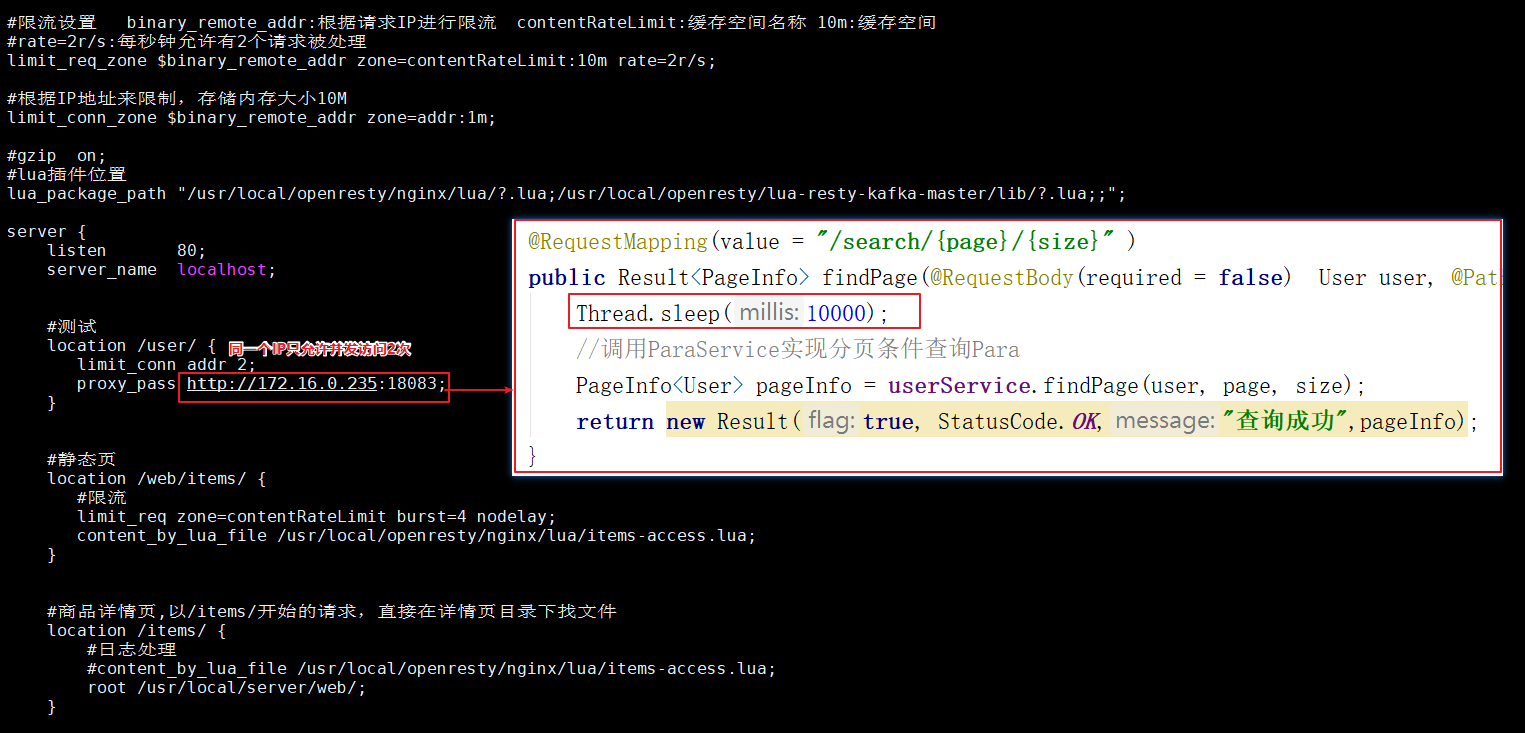 #限流设置   binary_remote_addr:根据请求IP进行限流  contentRateLimit:缓存空间名称 10m:缓存空间
#rate=2r/s:每秒钟允许有2个请求被处理
limit_req_zone $binary_remote_addr zone=contentRateLimit:10m rate=2r/s;
#根据IP地址来限制，存储内存大小10M
limit_conn_zone $binary_remote_addr zone=addr:1m;
#gzip  on;
#lua插件位置
lua_package_path "/usr/local/openresty/nginx/lua/?.lua;/usr/local/openresty/lua-resty-kafka-master/lib/?.lua;;";
server {
    listen       80;
    server_name  localhost;
    #测试
    location /user/ {
同一个IP只允许并发访问2次
       limit_conn addr 2;
       proxy_pass http://172.16.0.235:18083;
    }
    #静态页
    location /web/items/ {
       #限流
       limit_req zone=contentRateLimit burst=4 nodelay;
       content_by_lua_file /usr/local/openresty/nginx/lua/items-access.lua;
    }
    #商品详情页,以/items/开始的请求，直接在详情页目录下找文件
    location /items/ {
        #日志处理
        #content_by_lua_file /usr/local/openresty/nginx/lua/items-access.lua;
        root /usr/local/server/web/;
    }
@RequestMapping(value = "/search/{page}/{size}" )
public Result<PageInfo> findPage(@RequestBody(required = false)  User user, @Pat
    Thread.sleep( millis: 10000);
    //调用ParaService实现分页条件查询Para
    PageInfo<User> pageInfo = userService.findPage(user, page, size);
    return new Result( flag: true, StatusCode.OK, message: "查询成功",pageInfo);
}